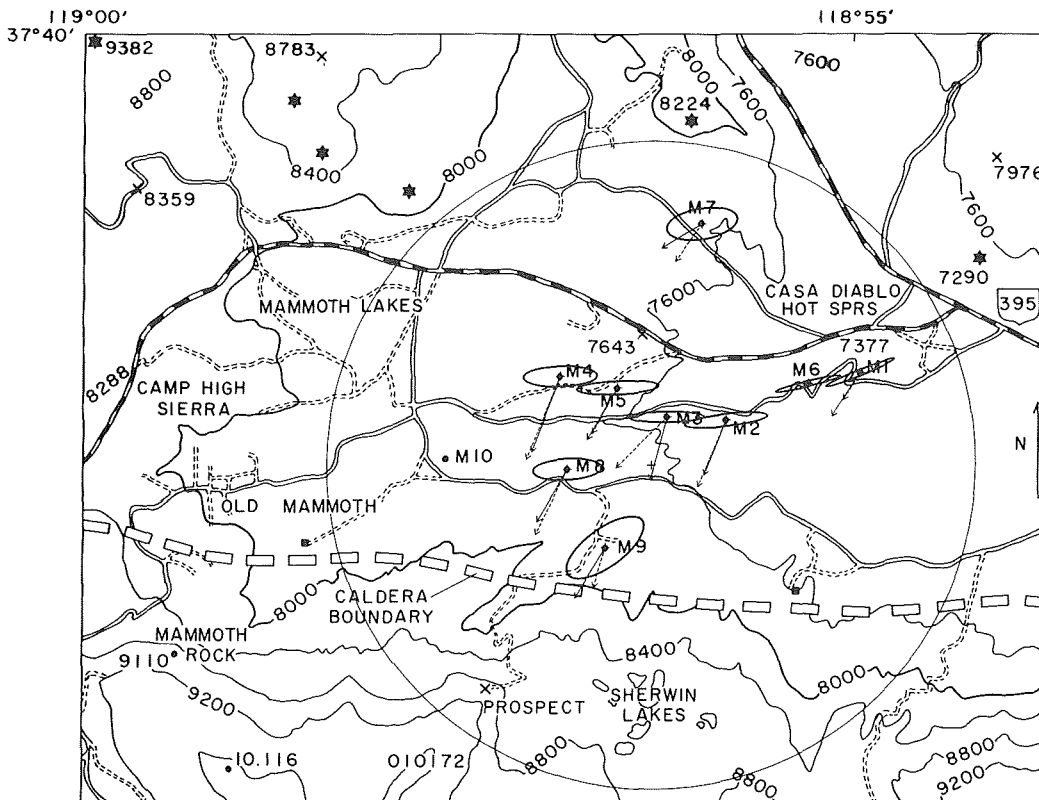 119°00'
118°55'
37°40'
9382
8783
8800
8000
7600
7600
8224
8400
8000
7976
8359
7600
M7
7290
7600
CASA DIABLO
HOT SPRS
395
MAMMOTH LAKES
7643
7377
8288
CAMP HIGH
SIERRA
M4
M5
M6
M1
M3
M2
N
M10
M8
OLD MAMMOTH
M9
8000
CALDERA
BOUNDARY
MAMMOTH
ROCK
9110
8400
8000
9200
PROSPECT
SHERWIN
LAKES
10.116
010172
8800
8800
8800
9200